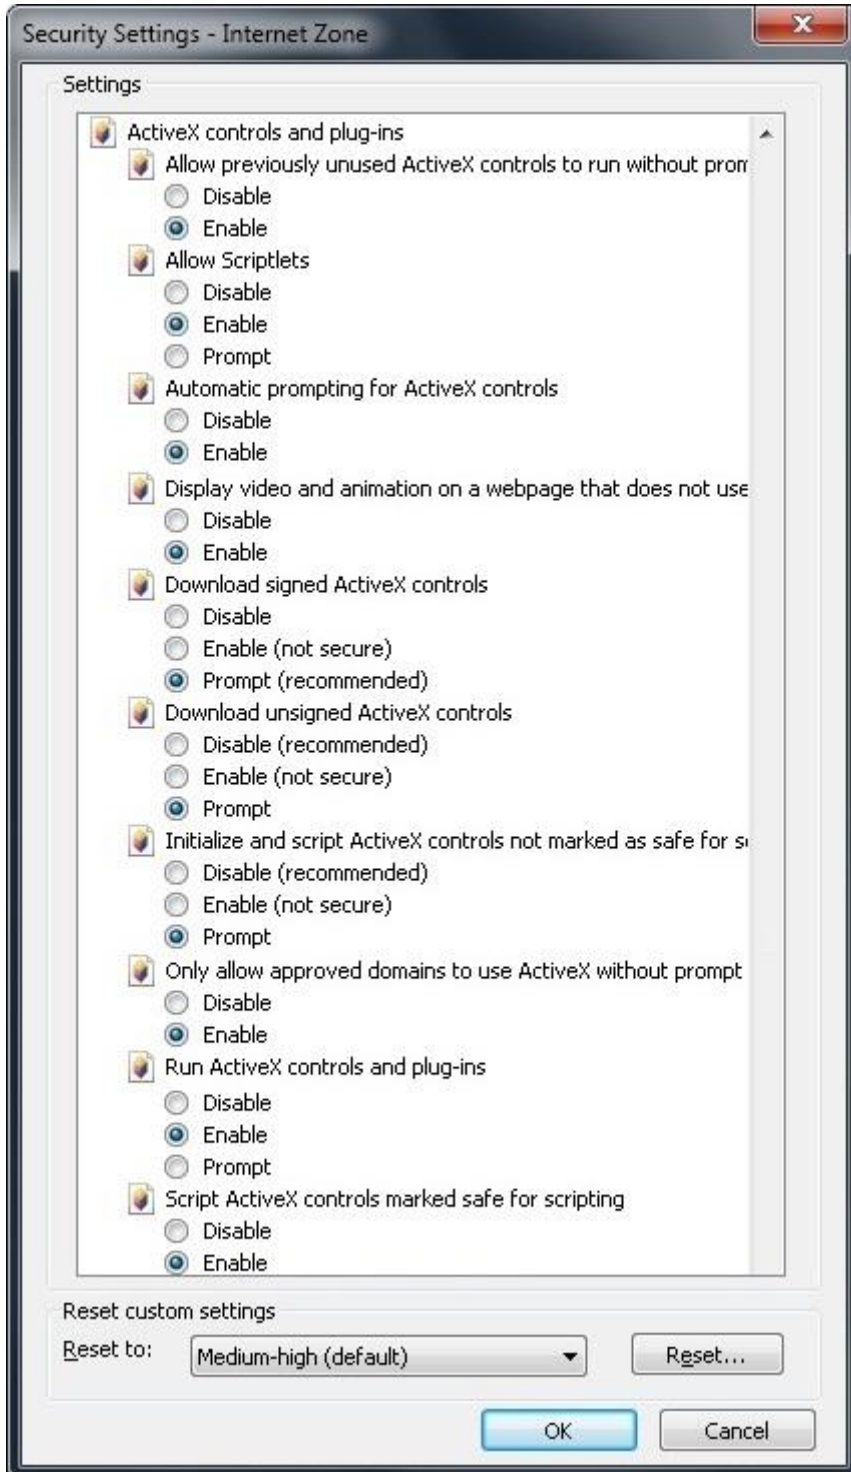 Security Settings - Internet Zone
Settings
ActiveX controls and plug-ins
Allow previously unused ActiveX controls to run without
Disable
Enable
Allow Scriptlets
Disable
Enable
Prompt
Automatic prompting for ActiveX controls
Disable
Enable
Display video and animation on a webpage that does not use
Disable
Enable
Download signed ActiveX controls
Disable
Enable (not secure)
Prompt (recommended)
Download unsigned ActiveX controls
Disable (recommended)
Enable (not secure)
Prompt
Initialize and script ActiveX controls not marked as safe for
Disable (recommended)
Enable (not secure)
Prompt
Only allow approved domains to use ActiveX without prompt
Disable
Enable
Run ActiveX controls and plug-ins
Disable
Enable
Prompt
Script ActiveX controls marked safe for scripting
Disable
Enable
Reset custom settings
Reset to: Medium-high (default) Reset...
OK Cancel